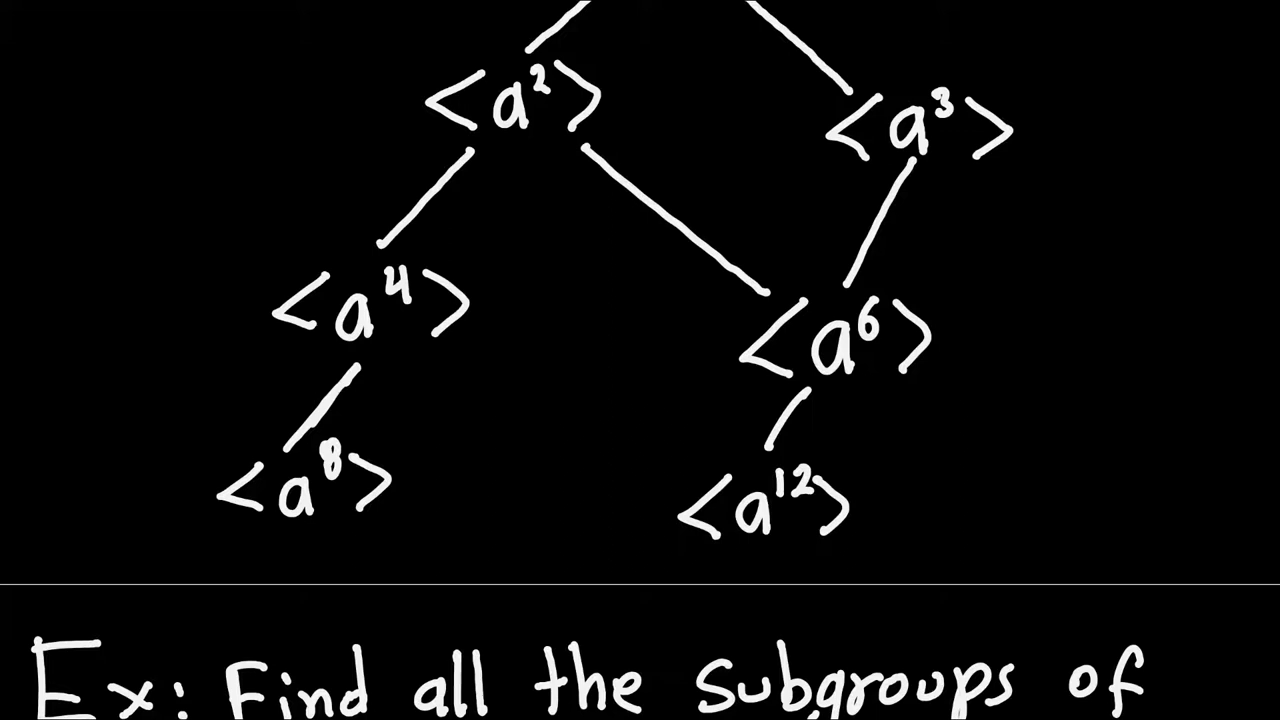 <a²>
<a³>
<a⁴>
<a⁶>
<a⁸>
<a¹²>
Ex: Find all the subgroups of